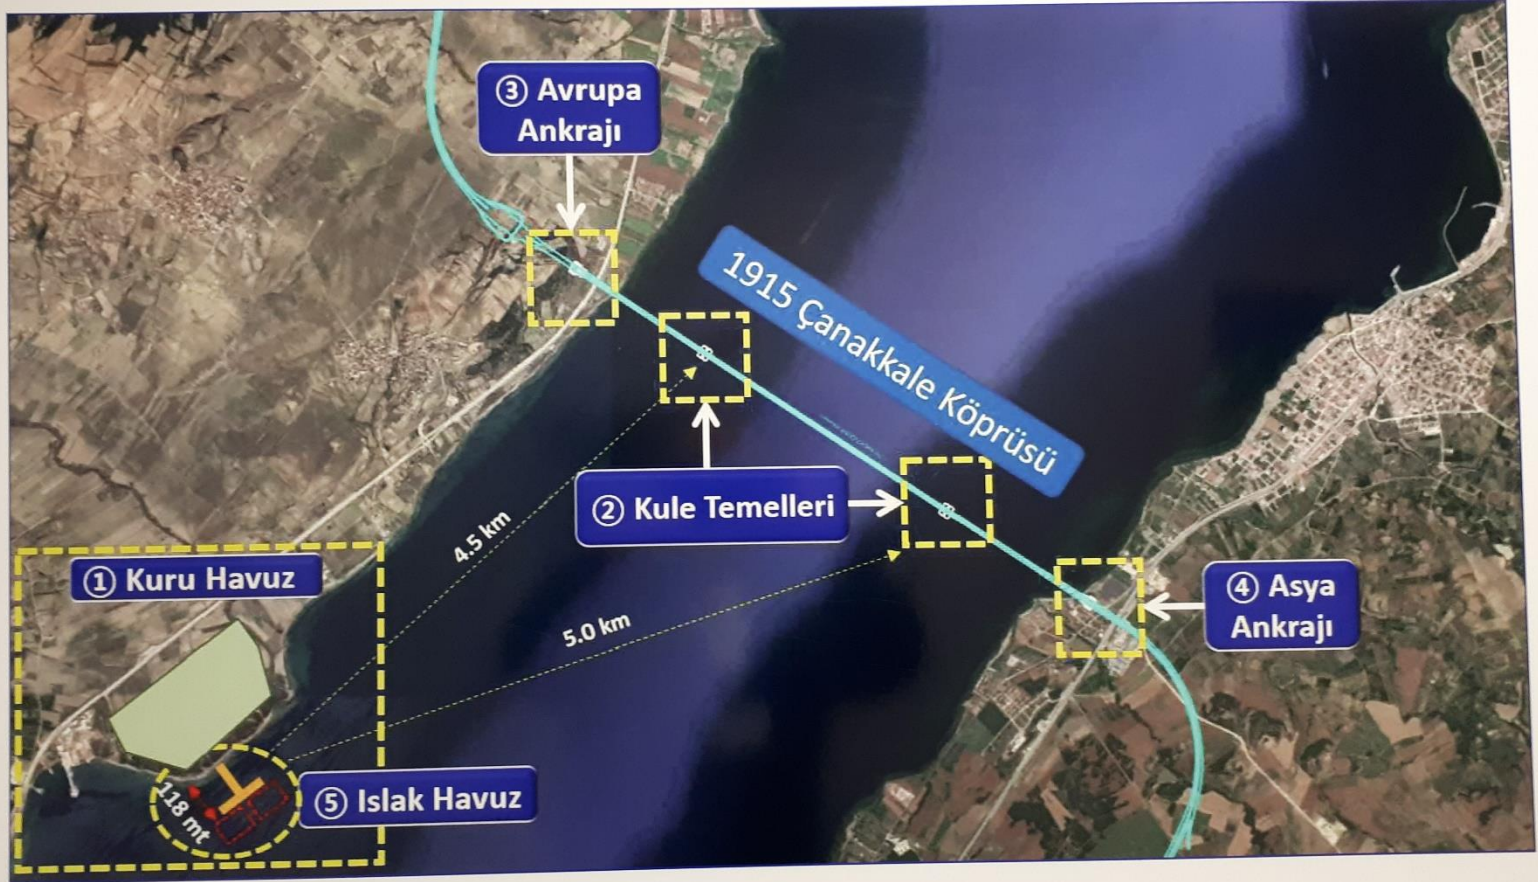 ③ Avrupa
Ankrajı
1915 Çanakkale Köprüsü
② Kule Temelleri
4.5 km
① Kuru Havuz
④ Asya
Ankrajı
5.0 km
⑤ Islak Havuz
118 mt